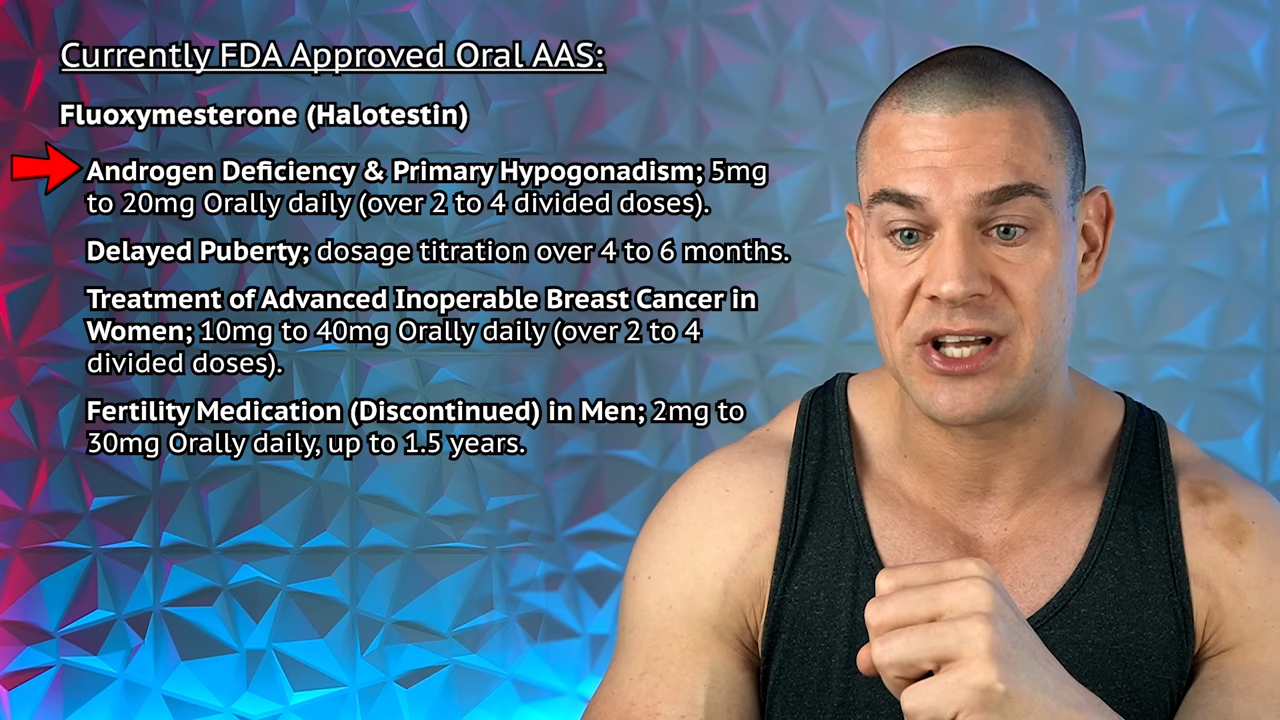 Currently FDA Approved Oral AAS:
Fluoxymesterone (Halotestin)
Androgen Deficiency & Primary Hypogonadism; 5mg
to 20mg Orally daily (over 2 to 4 divided doses).
Delayed Puberty; dosage titration over 4 to 6 months.
Treatment of Advanced Inoperable Breast Cancer in
Women; 10mg to 40mg Orally daily (over 2 to 4
divided doses).
Fertility Medication (Discontinued) in Men; 2mg to
30mg Orally daily, up to 1.5 years.